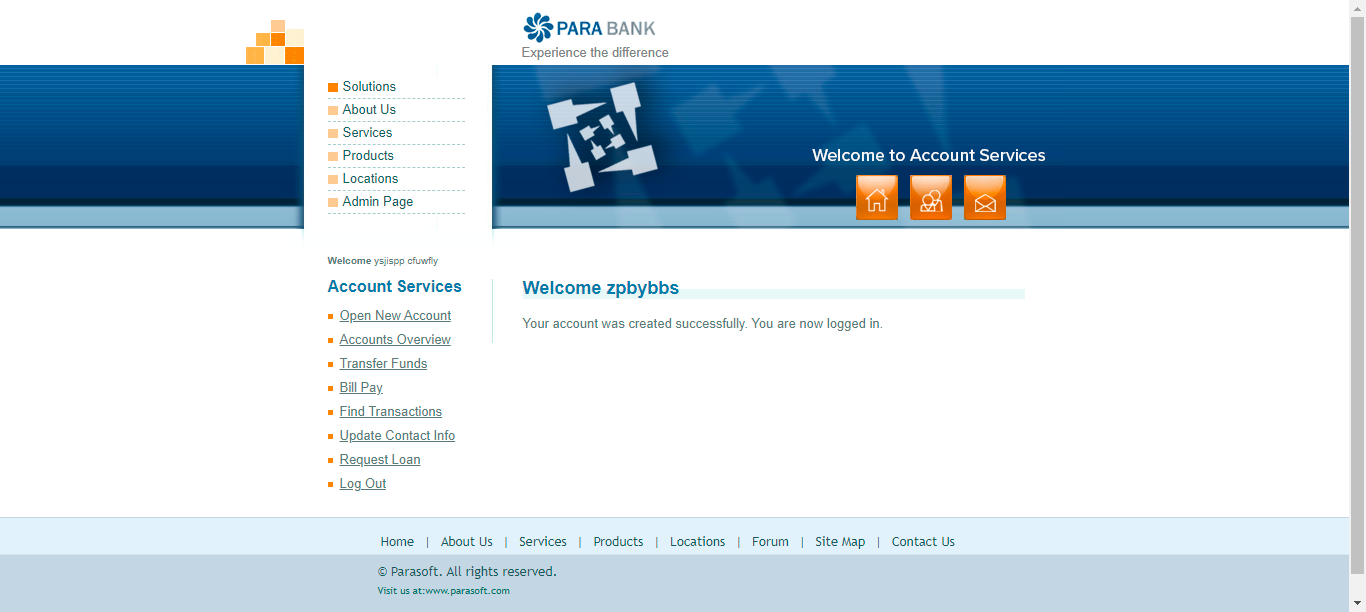 PARA BANK
Experience the difference
Solutions
About Us
Services
Products
Locations
Admin Page
Welcome to Account Services
Welcome ysjispp cfuwfly
Account Services
Open New Account
Accounts Overview
Transfer Funds
Bill Pay
Find Transactions
Update Contact Info
Request Loan
Log Out
Welcome zpbybbs
Your account was created successfully. You are now logged in.
Home | About Us | Services | Products | Locations | Forum | Site Map | Contact Us
© Parasoft. All rights reserved.
Visit us at:www.parasoft.com